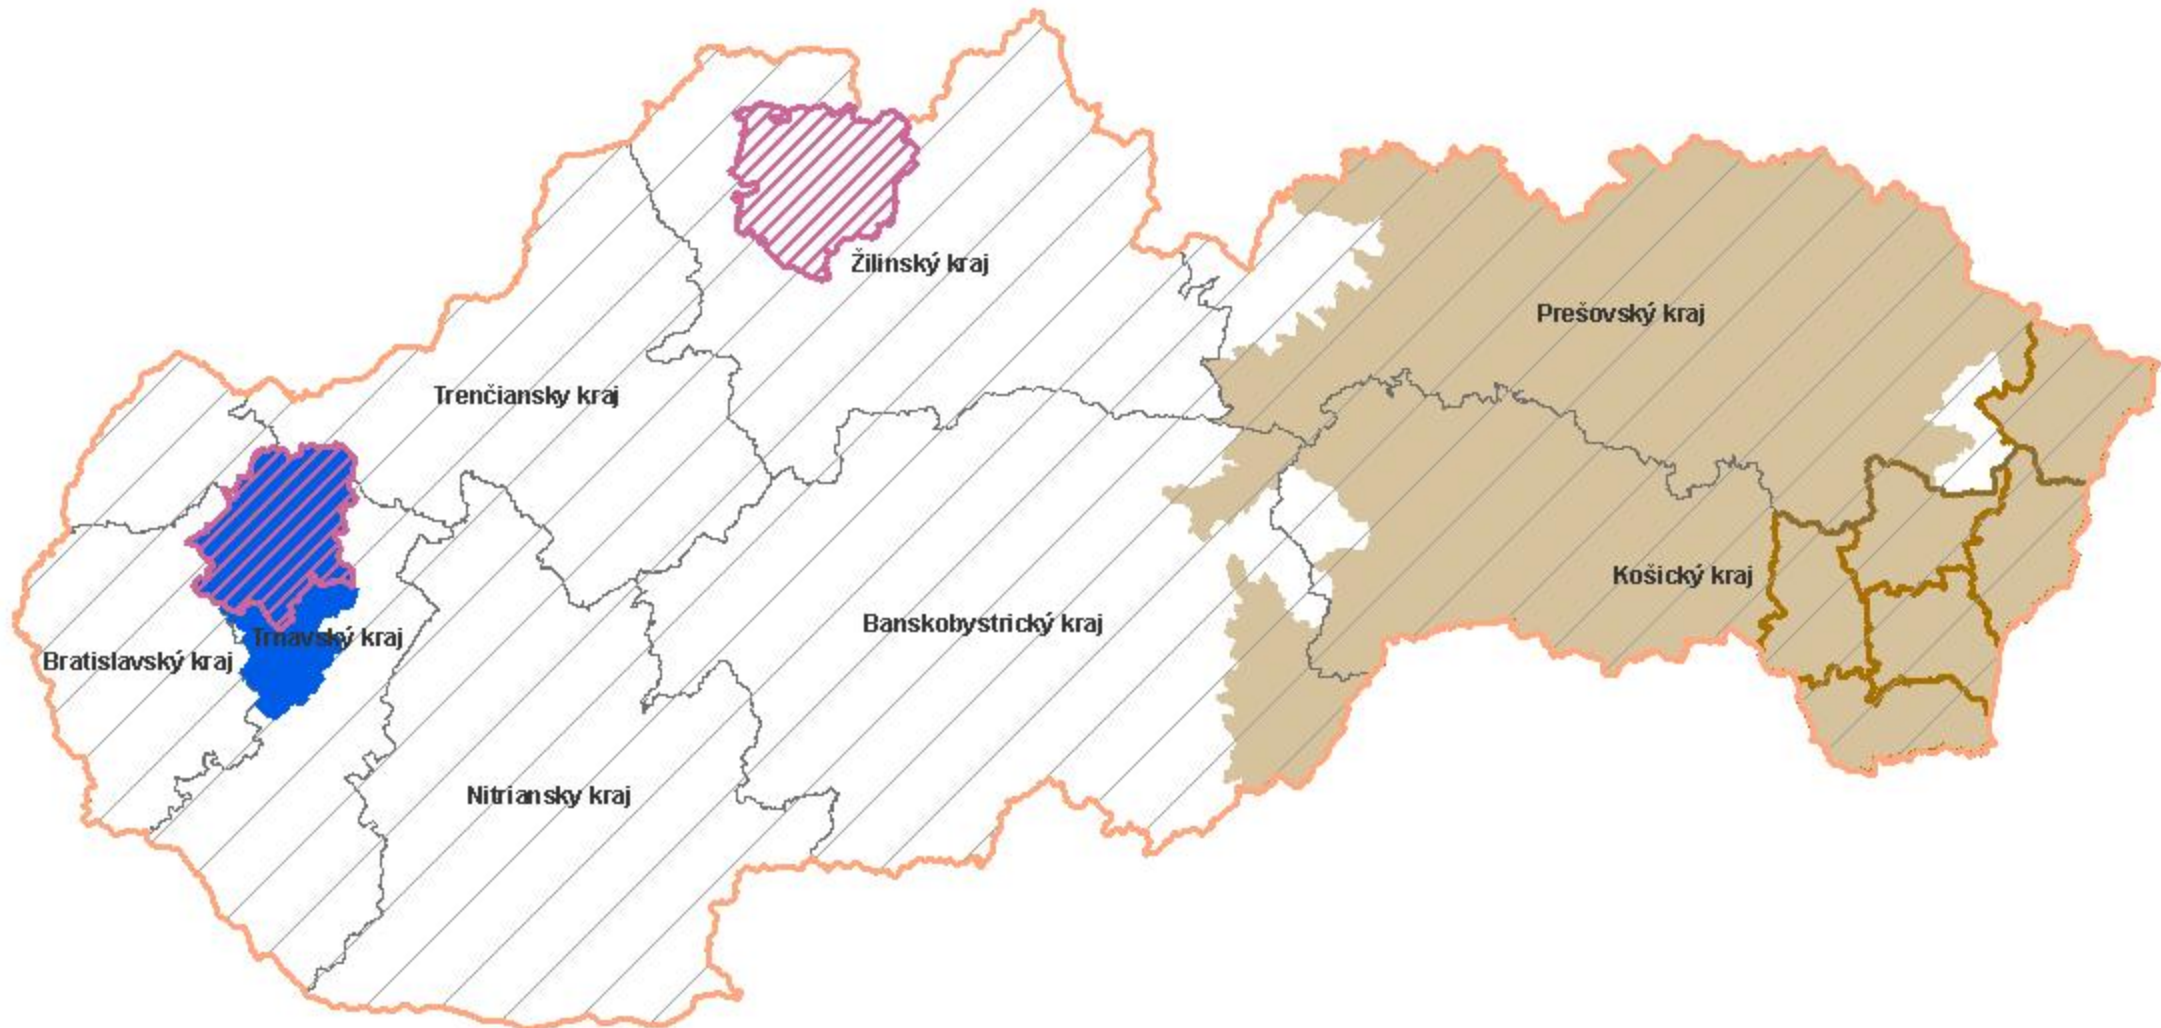 Žilinský kraj
Prešovský kraj
Trenčiansky kraj
Košický kraj
Banskobystrický kraj
Trnavský kraj
Bratislavský kraj
Nitriansky kraj